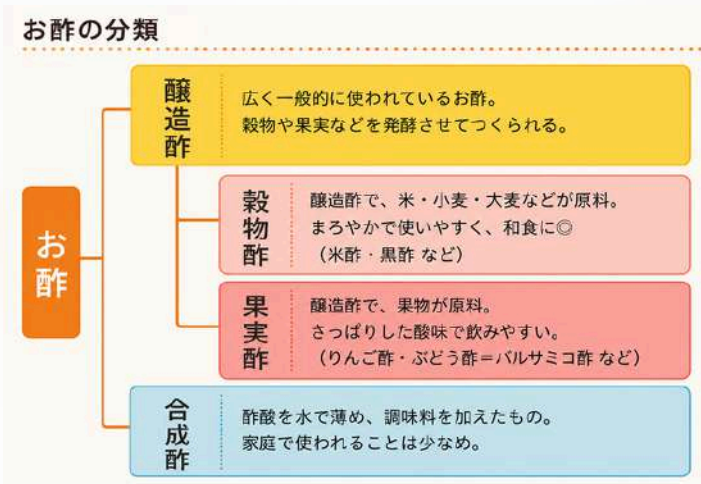 お酢の分類
お酢
醸造酢
広く一般的に使われているお酢。
穀物や果実などを発酵させてつくられる。
穀物酢
醸造酢で、米・小麦・大麦などが原料。
まろやかで使いやすく、和食に◎
（米酢・黒酢 など）
果実酢
醸造酢で、果物が原料。
さっぱりした酸味で飲みやすい。
（りんご酢・ぶどう酢＝バルサミコ酢 など）
合成酢
酢酸を水で薄め、調味料を加えたもの。
家庭で使われることは少なめ。